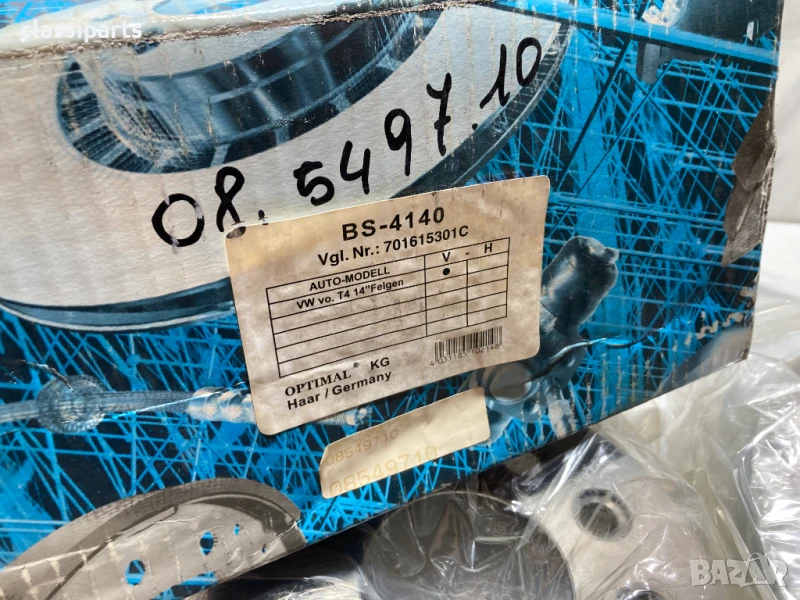 classiparts
08.5497.10
BS-4140
Vgl. Nr.: 701615301C
AUTO-MODELL V - H
VW vo. T4 14"Felgen ●
OPTIMAL® KG
Haar / Germany
08549710
08549710
BAZAR